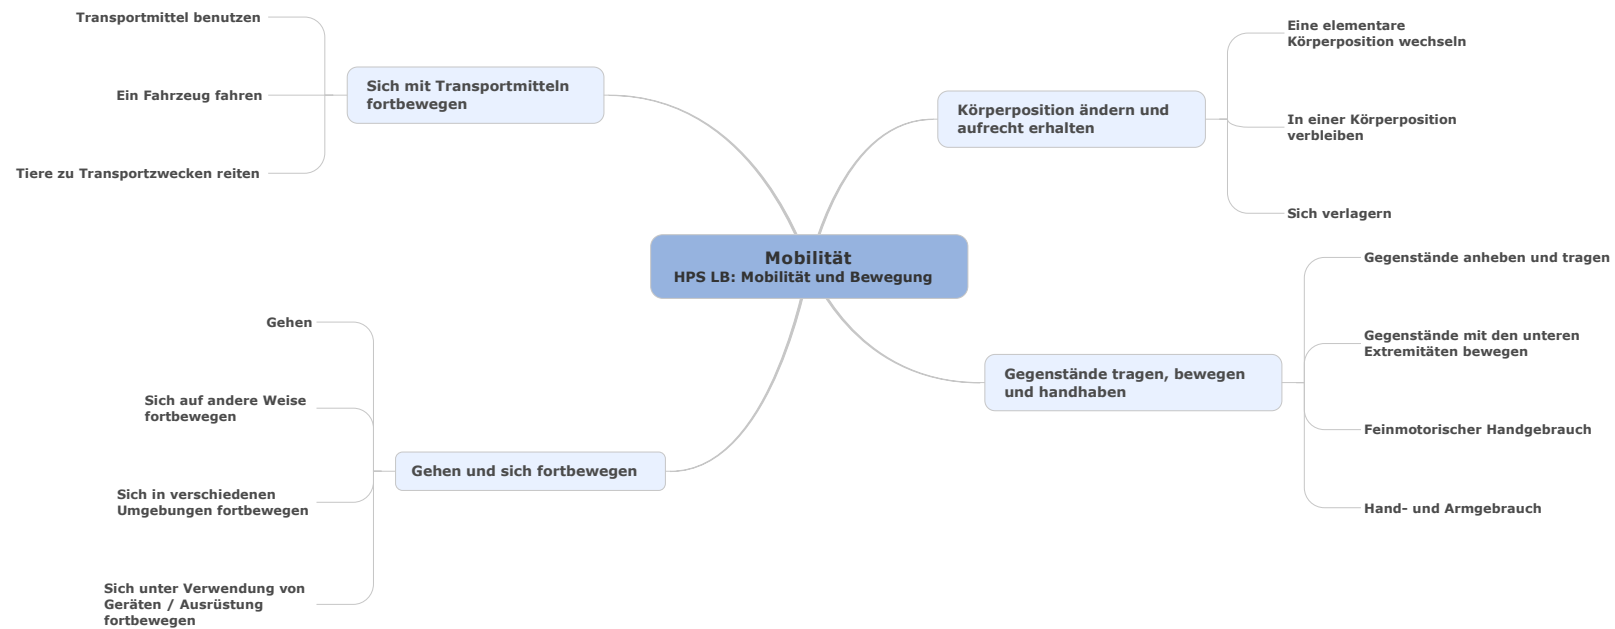 Mobilität
HPS LB: Mobilität und Bewegung
Sich mit Transportmitteln
fortbewegen
Transportmittel benutzen
Ein Fahrzeug fahren
Tiere zu Transportzwecken reiten
Körperposition ändern und
aufrecht erhalten
Eine elementare
Körperposition wechseln
In einer Körperposition
verbleiben
Sich verlagern
Gegenstände tragen, bewegen
und handhaben
Gegenstände anheben und tragen
Gegenstände mit den unteren
Extremitäten bewegen
Feinmotorischer Handgebrauch
Hand- und Armgebrauch
Gehen und sich fortbewegen
Gehen
Sich auf andere Weise
fortbewegen
Sich in verschiedenen
Umgebungen fortbewegen
Sich unter Verwendung von
Geräten / Ausrüstung
fortbewegen